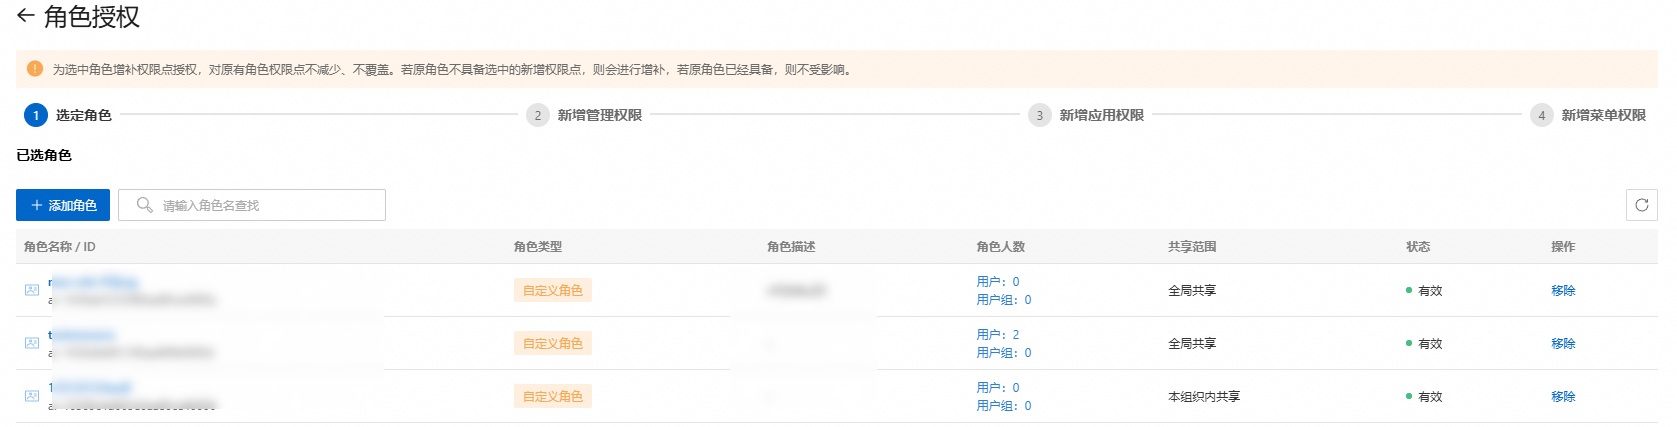 角色授权
为选中角色增补权限点授权，对原有角色权限点不减少、不覆盖。若原角色不具备选中的新增权限点，则会进行增补，若原角色已经具备，则不受影响。
1 选定角色 2 新增管理权限 3 新增应用权限 4 新增菜单权限
已选角色
添加角色 请输入角色名查找
角色名称 / ID 角色类型 角色描述 角色人数 共享范围 状态 操作
自定义角色 用户：0 全局共享 有效 移除
用户组：0
自定义角色 用户：2 全局共享 有效 移除
用户组：0
自定义角色 用户：0 本组织内共享 有效 移除
用户组：0